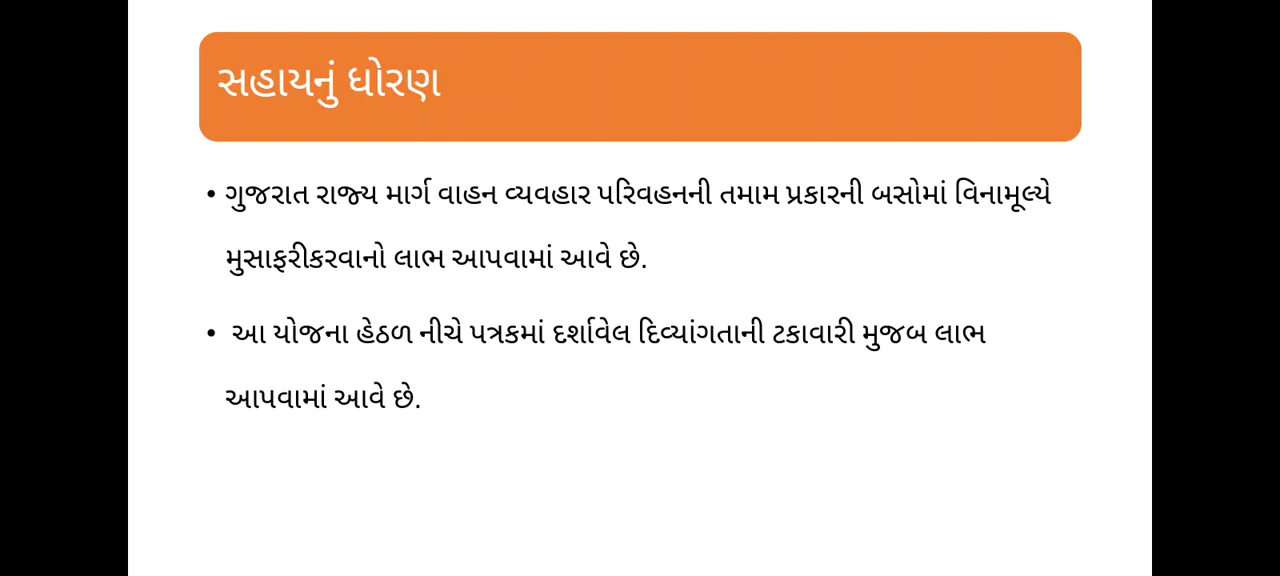 સહાયનું ધોરણ
• ગુજરાત રાજ્ય માર્ગ વાહન વ્યવહાર પરિવહનની તમામ પ્રકારની બસોમાં વિનામૂલ્યે
મુસાફરીકરવાનો લાભ આપવામાં આવે છે.
• આ યોજના હેઠળ નીચે પત્રકમાં દર્શાવેલ દિવ્યાંગતાની ટકાવારી મુજબ લાભ
આપવામાં આવે છે.